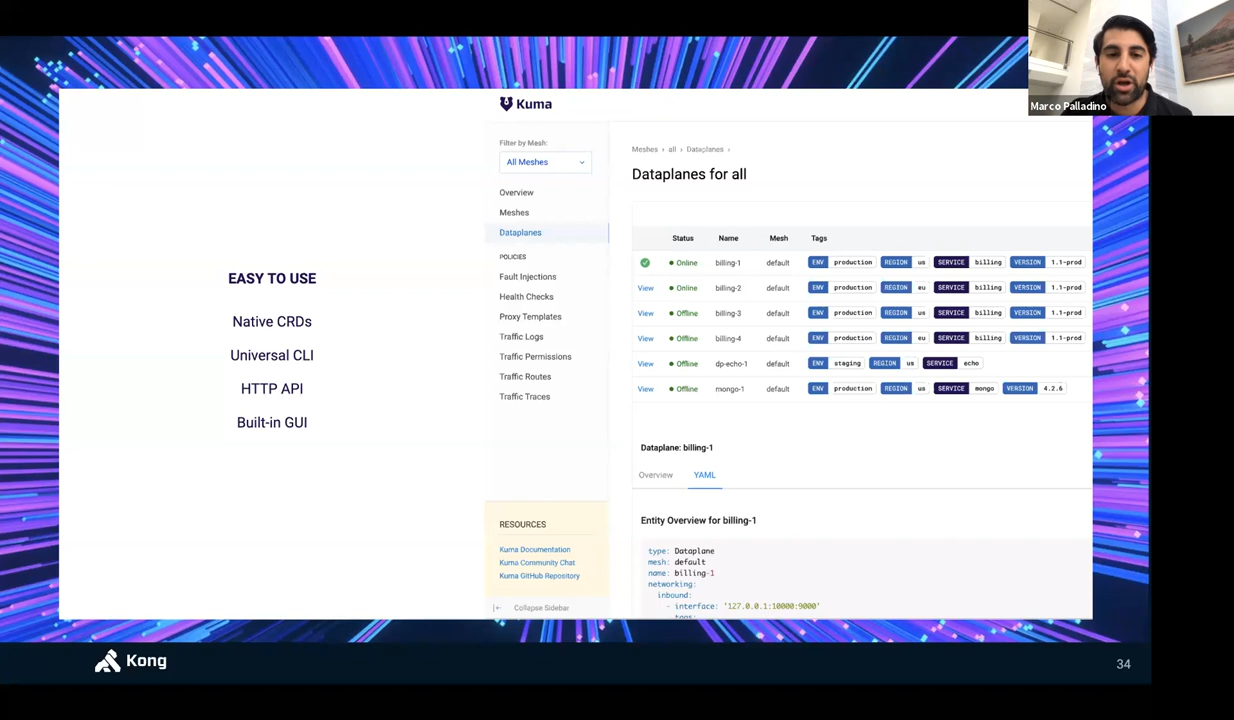 Marco Palladino
EASY TO USE
Native CRDs
Universal CLI
HTTP API
Built-in GUI
Kuma
Filter by Mesh:
All Meshes
Overview
Meshes
Dataplanes
POLICIES
Fault Injections
Health Checks
Proxy Templates
Traffic Logs
Traffic Permissions
Traffic Routes
Traffic Traces
RESOURCES
Kuma Documentation
Kuma Community Chat
Kuma GitHub Repository
Collapse Sidebar
Meshes › all › Dataplanes ›
Dataplanes for all
Status Name Mesh Tags
Online billing-1 default ENV production REGION us SERVICE billing VERSION 1.1-prod
View Online billing-2 default ENV production REGION eu SERVICE billing VERSION 1.1-prod
View Offline billing-3 default ENV production REGION us SERVICE billing VERSION 1.1-prod
View Offline billing-4 default ENV production REGION eu SERVICE billing VERSION 1.1-prod
View Offline dp-echo-1 default ENV staging REGION us SERVICE echo
View Offline mongo-1 default ENV production REGION us SERVICE mongo VERSION 4.2.6
Dataplane: billing-1
Overview YAML
Entity Overview for billing-1
type: Dataplane
mesh: default
name: billing-1
networking:
inbound:
- interface: '127.0.0.1:10000:9000'
tags:
Kong
34